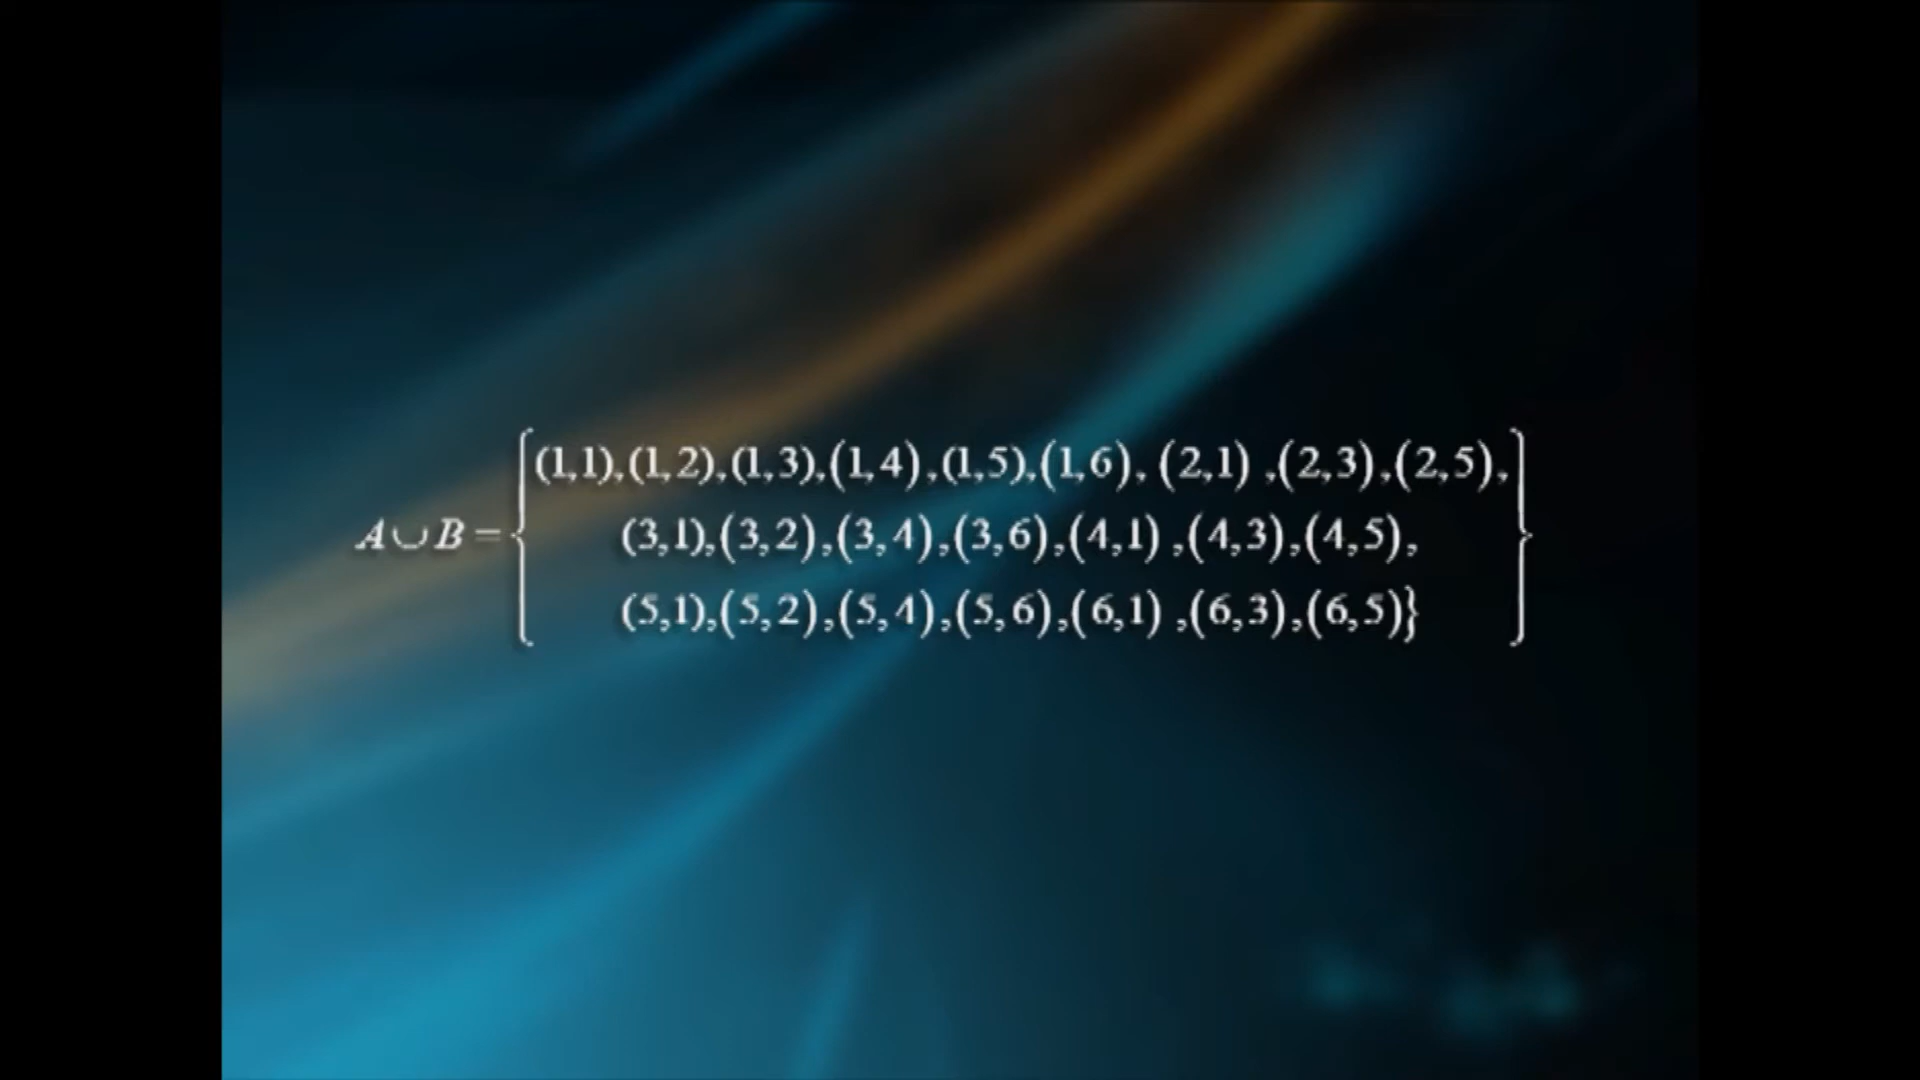 (1,1),(1,2),(1,3),(1,4),(1,5),(1,6), (2,1) ,(2,3),(2,5),
A∪B = { (3,1),(3,2),(3,4),(3,6),(4,1) ,(4,3),(4,5), }
(5,1),(5,2),(5,4),(5,6),(6,1) ,(6,3),(6,5)}